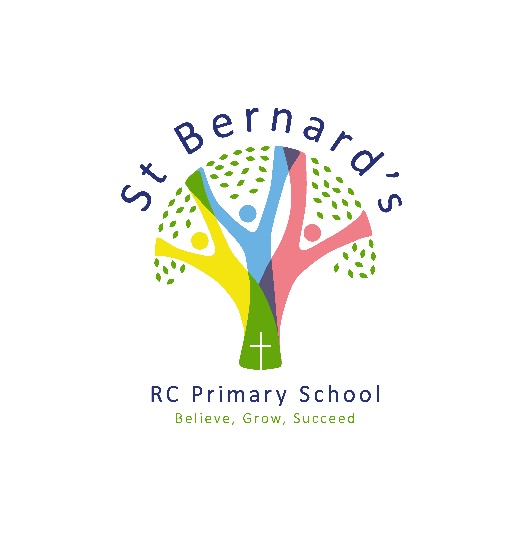 St Bernard's
RC Primary School
Believe, Grow, Succeed